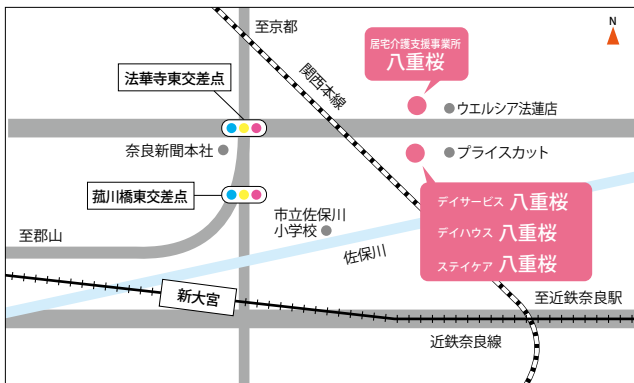 至京都
N
居宅介護支援事業所
八重桜
法華寺東交差点
関西本線
ウエルシア法蓮店
奈良新聞本社
プライスカット
菰川橋東交差点
デイサービス 八重桜
デイハウス 八重桜
ステイケア 八重桜
市立佐保川
小学校
至郡山
佐保川
新大宮
至近鉄奈良駅
近鉄奈良線